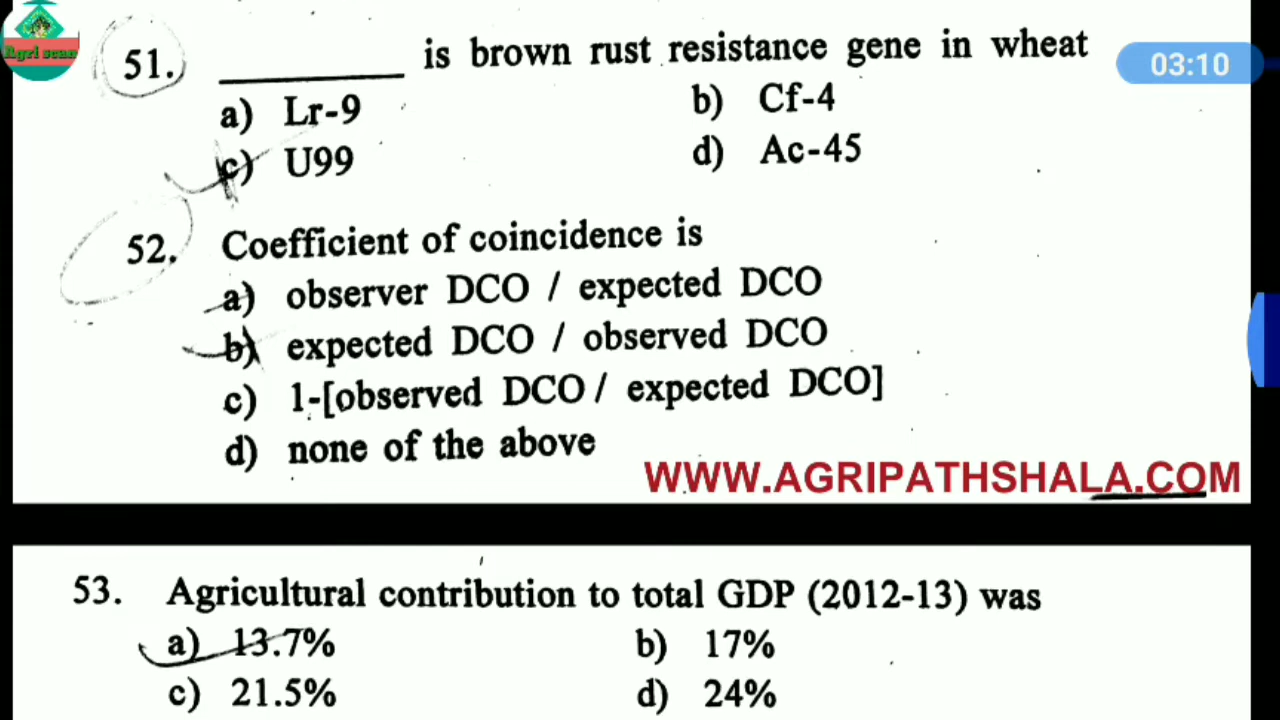 Agri scan
51. ________ is brown rust resistance gene in wheat
03:10
a) Lr-9 b) Cf-4
c) U99 d) Ac-45
52. Coefficient of coincidence is
a) observer DCO / expected DCO
b) expected DCO / observed DCO
c) 1-[observed DCO / expected DCO]
d) none of the above
WWW.AGRIPATHSHALA.COM
53. Agricultural contribution to total GDP (2012-13) was
a) 13.7% b) 17%
c) 21.5% d) 24%